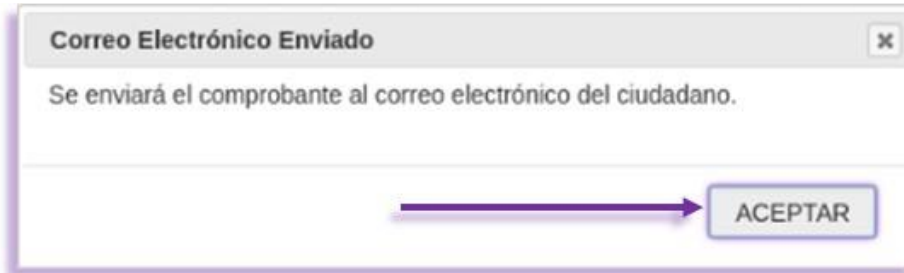 Correo Electrónico Enviado
Se enviará el comprobante al correo electrónico del ciudadano.
ACEPTAR